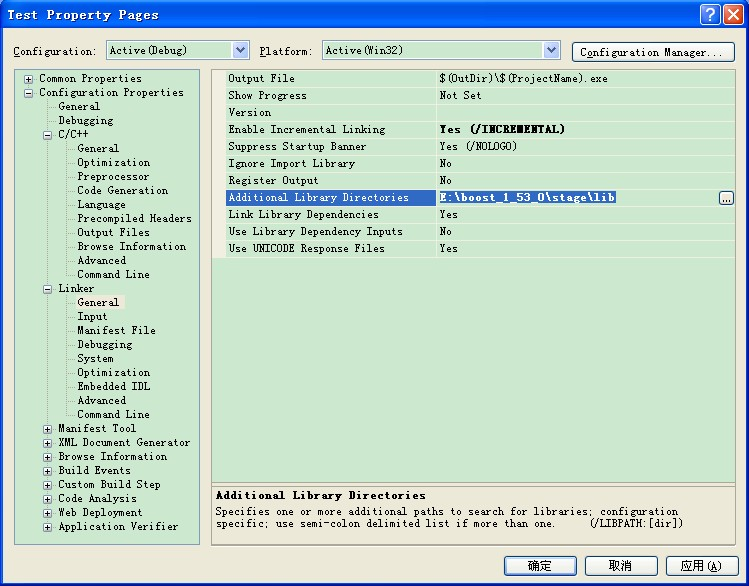 Test Property Pages
Configuration: Active(Debug) Platform: Active(Win32) Configuration Manager...
Common Properties
Configuration Properties
General
Debugging
C/C++
General
Optimization
Preprocessor
Code Generation
Language
Precompiled Headers
Output Files
Browse Information
Advanced
Command Line
Linker
General
Input
Manifest File
Debugging
System
Optimization
Embedded IDL
Advanced
Command Line
Manifest Tool
XML Document Generator
Browse Information
Build Events
Custom Build Step
Code Analysis
Web Deployment
Application Verifier
Output File $(OutDir)\$(ProjectName).exe
Show Progress Not Set
Version
Enable Incremental Linking Yes (/INCREMENTAL)
Suppress Startup Banner Yes (/NOLOGO)
Ignore Import Library No
Register Output No
Additional Library Directories E:\boost_1_53_0\stage\lib ...
Link Library Dependencies Yes
Use Library Dependency Inputs No
Use UNICODE Response Files Yes
Additional Library Directories
Specifies one or more additional paths to search for libraries; configuration
specific; use semi-colon delimited list if more than one. (/LIBPATH:[dir])
确定 取消 应用(A)